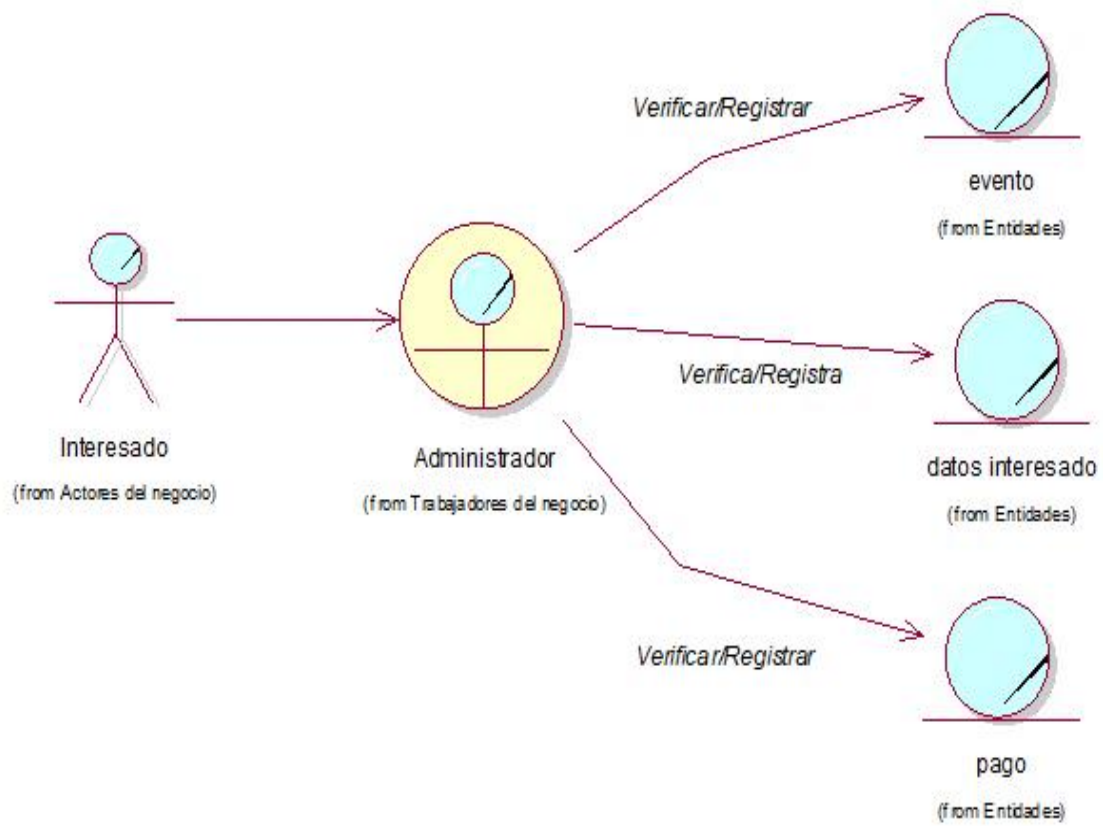 Verificar/Registrar
evento
(from Entidades)
Interesado
(from Actores del negocio)
Administrador
(from Trabajadores del negocio)
Verifica/Registra
datos interesado
(from Entidades)
Verificar/Registrar
pago
(from Entidades)